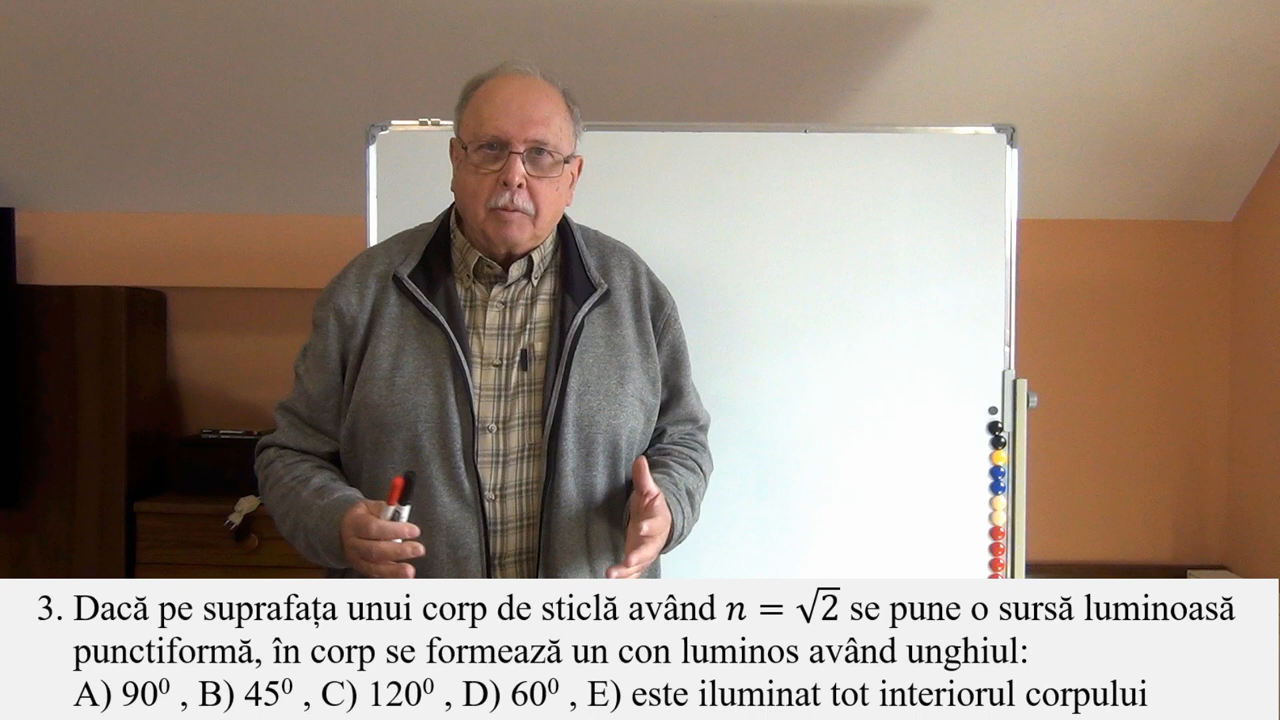 3. Dacă pe suprafața unui corp de sticlă având n = √2 se pune o sursă luminoasă
punctiformă, în corp se formează un con luminos având unghiul:
A) 90⁰ , B) 45⁰ , C) 120⁰ , D) 60⁰ , E) este iluminat tot interiorul corpului